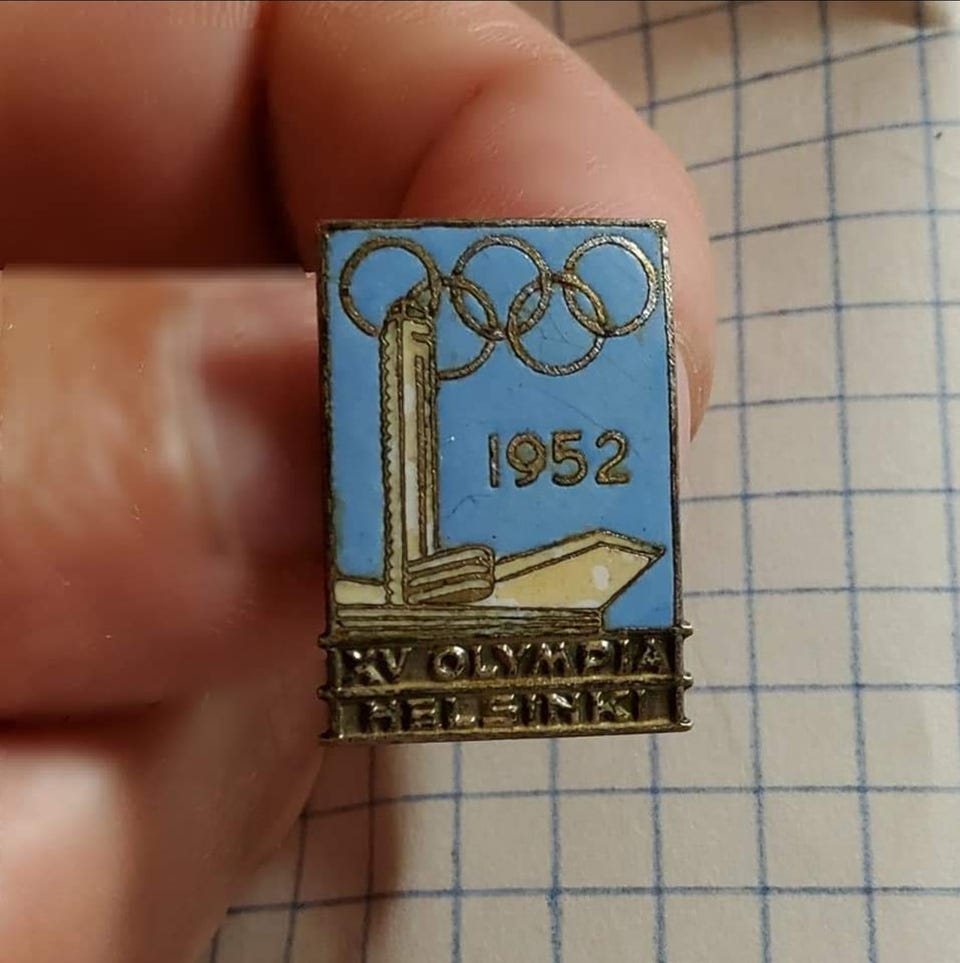 1952
XV OLYMPIA
HELSINKI